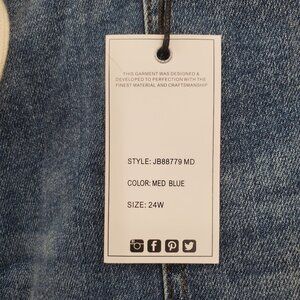 THIS GARMENT WAS DESIGNED &
DEVELOPED TO PERFECTION WITH THE
FINEST MATERIAL AND CRAFTSMANSHIP
STYLE: JB88779 MD
COLOR: MED BLUE
SIZE: 24W